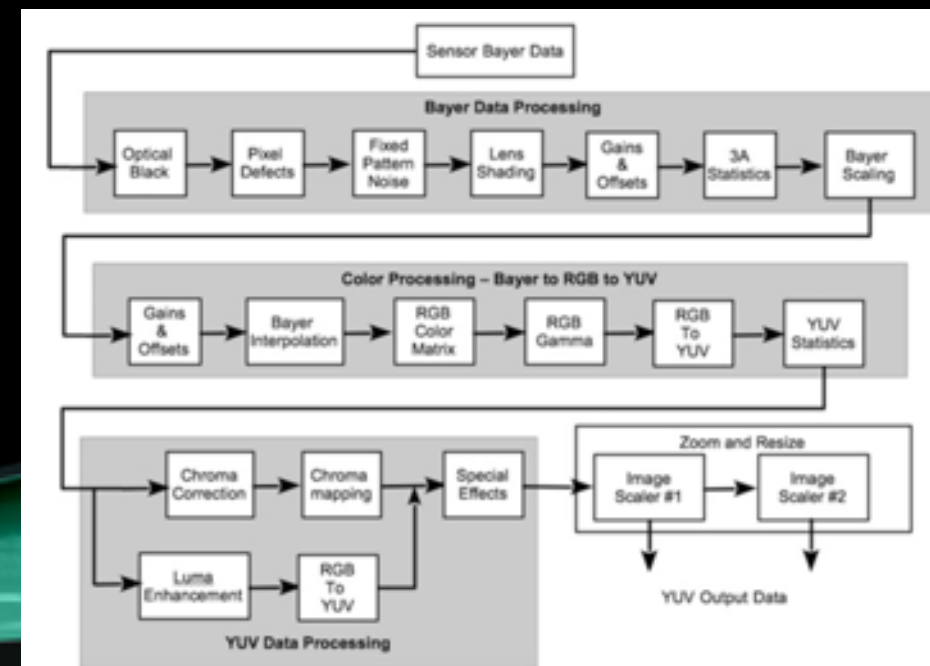 Sensor Bayer Data
Bayer Data Processing
Optical
Black
Pixel
Defects
Fixed
Pattern
Noise
Lens
Shading
Gains
&
Offsets
3A
Statistics
Bayer
Scaling
Color Processing – Bayer to RGB to YUV
Gains
&
Offsets
Bayer
Interpolation
RGB
Color
Matrix
RGB
Gamma
RGB
To
YUV
YUV
Statistics
Chroma
Correction
Chroma
mapping
Special
Effects
Zoom and Resize
Image
Scaler #1
Image
Scaler #2
Luma
Enhancement
RGB
To
YUV
YUV Data Processing
YUV Output Data